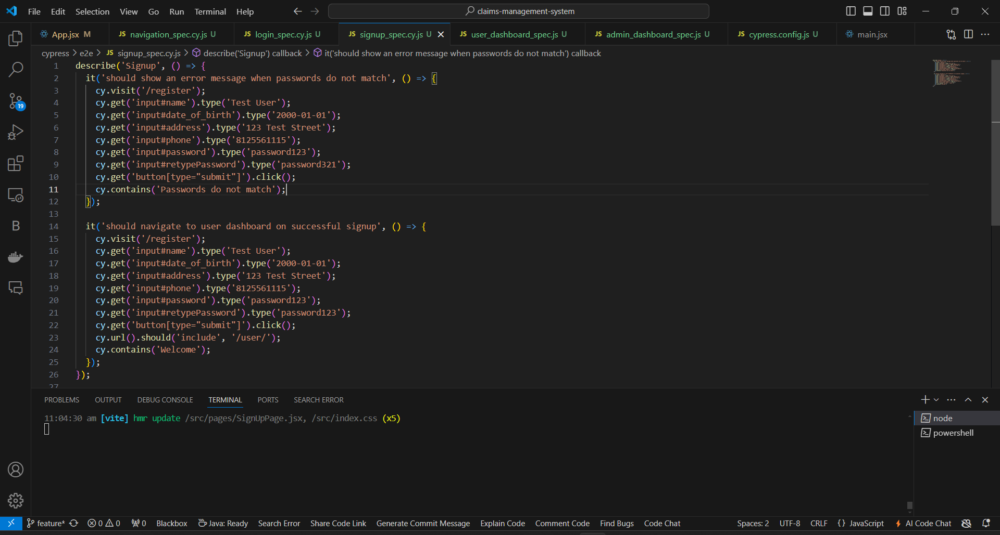 File Edit Selection View Go Run Terminal Help claims-management-system
App.jsx M JS navigation_spec.cy.js U JS login_spec.cy.js U JS signup_spec.cy.js U JS user_dashboard_spec.js U JS admin_dashboard_spec.js U JS cypress.config.js U main.jsx
cypress > e2e > JS signup_spec.cy.js > describe('Signup') callback > it('should show an error message when passwords do not match') callback
1 describe('Signup', () => {
2 it('should show an error message when passwords do not match', () => {
3 cy.visit('/register');
4 cy.get('input#name').type('Test User');
5 cy.get('input#date_of_birth').type('2000-01-01');
6 cy.get('input#address').type('123 Test Street');
7 cy.get('input#phone').type('8125561115');
8 cy.get('input#password').type('password123');
9 cy.get('input#retypePassword').type('password321');
10 cy.get('button[type="submit"]').click();
11 cy.contains('Passwords do not match');
12 });
13
14 it('should navigate to user dashboard on successful signup', () => {
15 cy.visit('/register');
16 cy.get('input#name').type('Test User');
17 cy.get('input#date_of_birth').type('2000-01-01');
18 cy.get('input#address').type('123 Test Street');
19 cy.get('input#phone').type('8125561115');
20 cy.get('input#password').type('password123');
21 cy.get('input#retypePassword').type('password123');
22 cy.get('button[type="submit"]').click();
23 cy.url().should('include', '/user/');
24 cy.contains('Welcome');
25 });
26 });
27
19
B
PROBLEMS OUTPUT DEBUG CONSOLE TERMINAL PORTS SEARCH ERROR
11:04:30 am [vite] hmr update /src/pages/SignUpPage.jsx, /src/index.css (x5)
node
powershell
feature* 0 0 0 Blackbox Java: Ready Search Error Share Code Link Generate Commit Message Explain Code Comment Code Find Bugs Code Chat Spaces: 2 UTF-8 CRLF {} JavaScript AI Code Chat